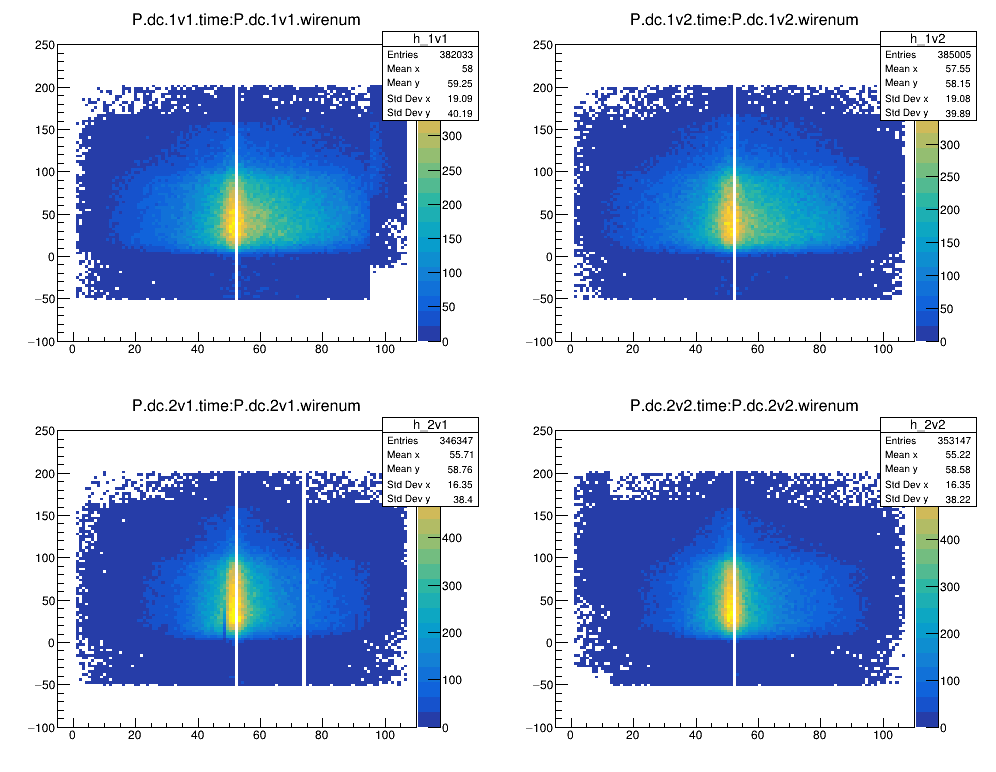 P.dc.1v1.time:P.dc.1v1.wirenum
h_1v1
Entries 382033
Mean x 58
Mean y 59.25
Std Dev x 19.09
Std Dev y 40.19
250
200
150
100
50
0
−50
−100
0 20 40 60 80 100
300
250
200
150
100
50
0
P.dc.1v2.time:P.dc.1v2.wirenum
h_1v2
Entries 385005
Mean x 57.55
Mean y 58.15
Std Dev x 19.08
Std Dev y 39.89
250
200
150
100
50
0
−50
−100
0 20 40 60 80 100
300
250
200
150
100
50
0
P.dc.2v1.time:P.dc.2v1.wirenum
h_2v1
Entries 346347
Mean x 55.71
Mean y 58.76
Std Dev x 16.35
Std Dev y 38.4
250
200
150
100
50
0
−50
−100
0 20 40 60 80 100
400
300
200
100
0
P.dc.2v2.time:P.dc.2v2.wirenum
h_2v2
Entries 353147
Mean x 55.22
Mean y 58.58
Std Dev x 16.35
Std Dev y 38.22
250
200
150
100
50
0
−50
−100
0 20 40 60 80 100
400
300
200
100
0